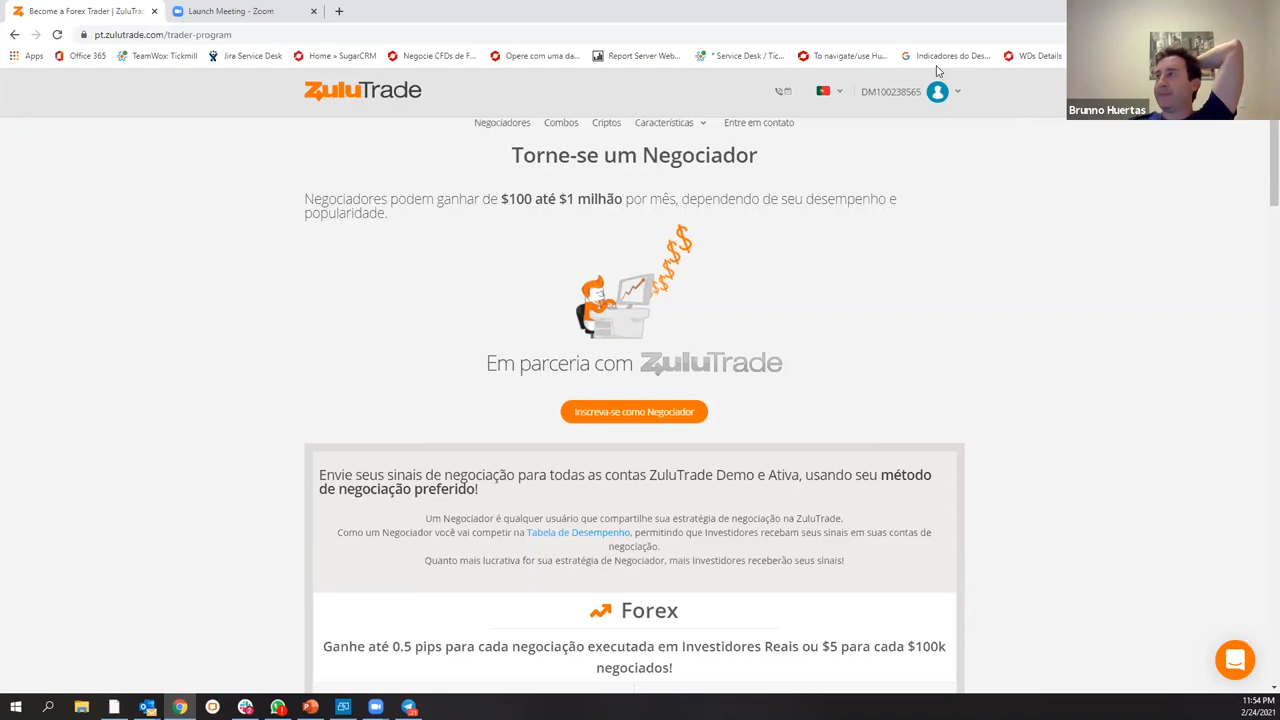 Become a Forex Trader | ZuluTra
Launch Meeting - Zoom
pt.zulutrade.com/trader-program
Apps
Office 365
TeamWox: Tickmill
Jira Service Desk
Home » SugarCRM
Negocie CFDs de F...
Opere com uma da...
Report Server Web...
* Service Desk / Tic...
To navigate/use Hu...
Indicadores do Des...
WDs Details
Brunno Huertas
ZuluTrade
DM100238565
Negociadores Combos Criptos Características Entre em contato
Torne-se um Negociador
Negociadores podem ganhar de $100 até $1 milhão por mês, dependendo de seu desempenho e
popularidade.
Em parceria com ZuluTrade
Inscreva-se como Negociador
Envie seus sinais de negociação para todas as contas ZuluTrade Demo e Ativa, usando seu método
de negociação preferido!
Um Negociador é qualquer usuário que compartilhe sua estratégia de negociação na ZuluTrade.
Como um Negociador você vai competir na Tabela de Desempenho, permitindo que Investidores recebam seus sinais em suas contas de
negociação.
Quanto mais lucrativa for sua estratégia de Negociador, mais Investidores receberão seus sinais!
Forex
Ganhe até 0.5 pips para cada negociação executada em Investidores Reais ou $5 para cada $100k
negociados!
11:54 PM
2/24/2021